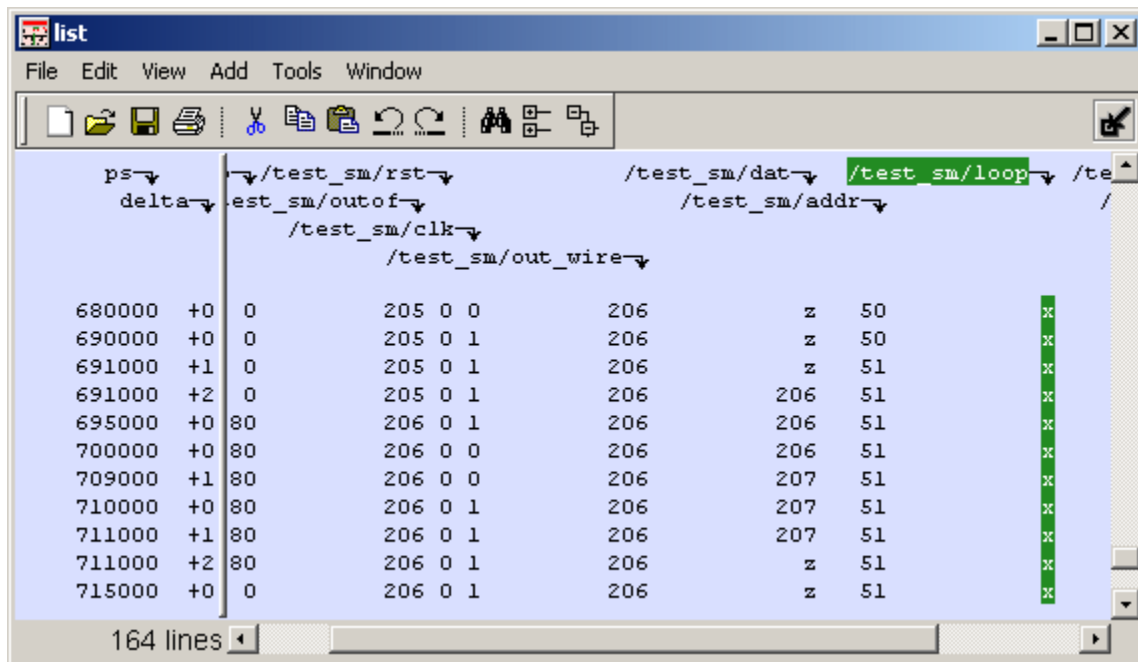 list
File Edit View Add Tools Window
ps /test_sm/rst /test_sm/dat /test_sm/loop /te
delta est_sm/outof /test_sm/addr /
/test_sm/clk
/test_sm/out_wire
680000 +0 0 205 0 0 206 z 50 x
690000 +0 0 205 0 1 206 z 50 x
691000 +1 0 205 0 1 206 z 51 x
691000 +2 0 205 0 1 206 206 51 x
695000 +0 80 206 0 1 206 206 51 x
700000 +0 80 206 0 0 206 206 51 x
709000 +1 80 206 0 0 206 207 51 x
710000 +0 80 206 0 1 206 207 51 x
711000 +1 80 206 0 1 206 207 51 x
711000 +2 80 206 0 1 206 z 51 x
715000 +0 0 206 0 1 206 z 51 x
164 lines